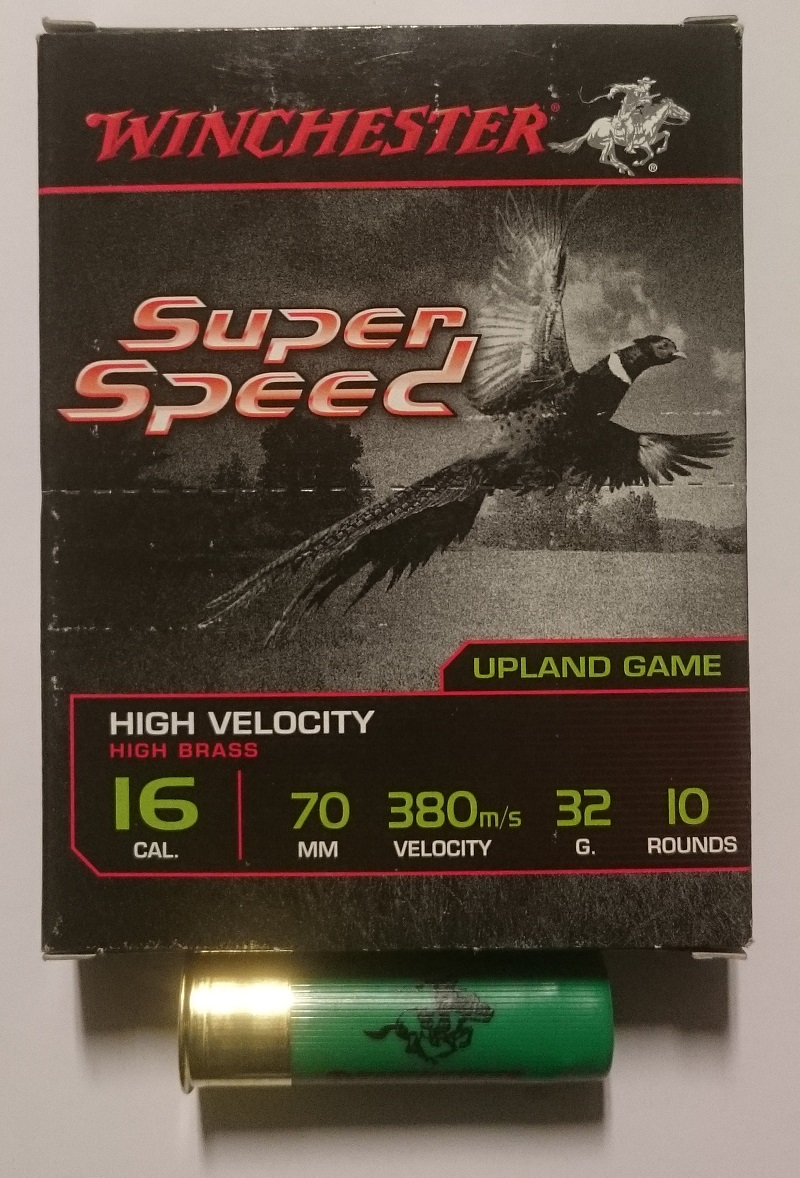 WINCHESTER®
®
Super
Speed
UPLAND GAME
HIGH VELOCITY
HIGH BRASS
16 70 380m/s 32 10
CAL. MM VELOCITY G. ROUNDS